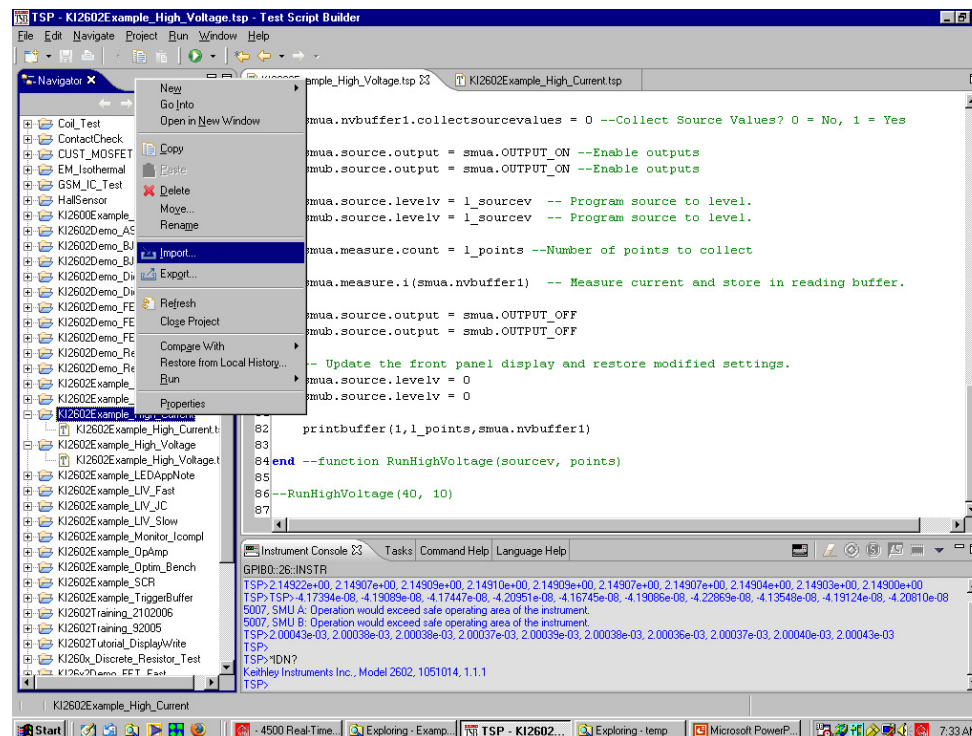 TSP - KI2602Example_High_Voltage.tsp - Test Script Builder
File Edit Navigate Project Run Window Help
Navigator
ample_High_Voltage.tsp
KI2602Example_High_Current.tsp
New
Go Into
Open in New Window
Copy
Paste
Delete
Move...
Rename
Import...
Export...
Refresh
Close Project
Compare With
Restore from Local History...
Run
Properties
Coil_Test
ContactCheck
CUST_MOSFET
EM_Isothermal
GSM_IC_Test
HallSensor
KI2600Example_
KI2602Demo_AS
KI2602Demo_BJ
KI2602Demo_BJ
KI2602Demo_Di
KI2602Demo_Di
KI2602Demo_FE
KI2602Demo_FE
KI2602Demo_FE
KI2602Demo_Re
KI2602Demo_Re
KI2602Example_
KI2602Example_
KI2602Example_High_Current
KI2602Example_High_Current.t
KI2602Example_High_Voltage
KI2602Example_High_Voltage.t
KI2602Example_LEDAppNote
KI2602Example_LIV_Fast
KI2602Example_LIV_JC
KI2602Example_LIV_Slow
KI2602Example_Monitor_Icompl
KI2602Example_OpAmp
KI2602Example_Optim_Bench
KI2602Example_SCR
KI2602Example_TriggerBuffer
KI2602Training_2102006
KI2602Training_92005
KI2602Tutorial_DisplayWrite
KI260x_Discrete_Resistor_Test
KI26x2Demo_FET_Fast
smua.nvbuffer1.collectsourcevalues = 0 --Collect Source Values? 0 = No, 1 = Yes
smua.source.output = smua.OUTPUT_ON --Enable outputs
smub.source.output = smua.OUTPUT_ON --Enable outputs
smua.source.levelv = l_sourcev -- Program source to level.
smub.source.levelv = l_sourcev -- Program source to level.
smua.measure.count = l_points --Number of points to collect
smua.measure.i(smua.nvbuffer1) -- Measure current and store in reading buffer.
smua.source.output = smua.OUTPUT_OFF
smub.source.output = smub.OUTPUT_OFF
-- Update the front panel display and restore modified settings.
smua.source.levelv = 0
smub.source.levelv = 0
82 printbuffer(1,l_points,smua.nvbuffer1)
83
84 end --function RunHighVoltage(sourcev, points)
85
86 --RunHighVoltage(40, 10)
87
Instrument Console Tasks Command Help Language Help
GPIB0::26::INSTR
TSP>2.14922e+00, 2.14907e+00, 2.14909e+00, 2.14910e+00, 2.14909e+00, 2.14907e+00, 2.14907e+00, 2.14904e+00, 2.14903e+00, 2.14900e+00
TSP>TSP>-4.17394e-08, -4.19089e-08, -4.17447e-08, -4.20951e-08, -4.16745e-08, -4.19086e-08, -4.22869e-08, -4.13548e-08, -4.19124e-08, -4.20810e-08
5007, SMU A: Operation would exceed safe operating area of the instrument.
5007, SMU B: Operation would exceed safe operating area of the instrument.
TSP>2.00043e-03, 2.00038e-03, 2.00038e-03, 2.00037e-03, 2.00039e-03, 2.00038e-03, 2.00036e-03, 2.00037e-03, 2.00040e-03, 2.00043e-03
TSP>
TSP>*IDN?
Keithley Instruments Inc., Model 2602, 1051014, 1.1.1
TSP>
KI2602Example_High_Current
Start
- 4500 Real-Time...
Exploring - Examp...
TSP - KI2602...
Exploring - temp
Microsoft PowerP...
7:33 AM